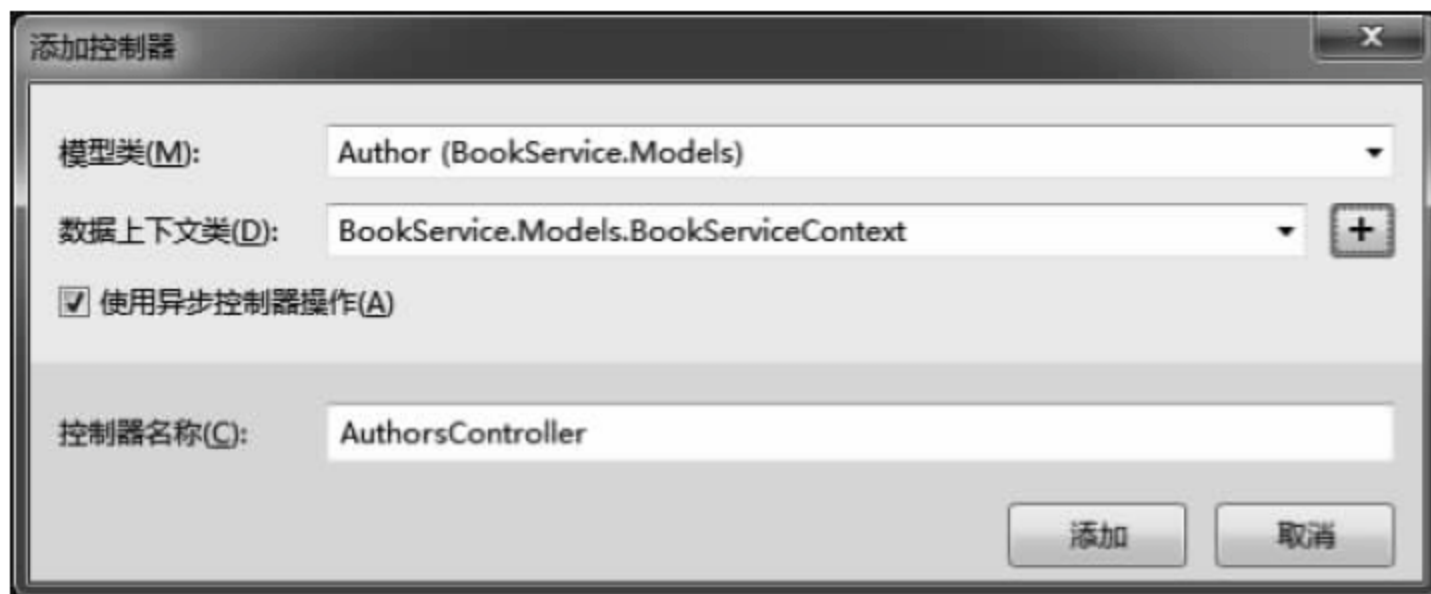 添加控制器
x
模型类(M): Author (BookService.Models)
数据上下文类(D): BookService.Models.BookServiceContext +
使用异步控制器操作(A)
控制器名称(C): AuthorsController
添加 取消